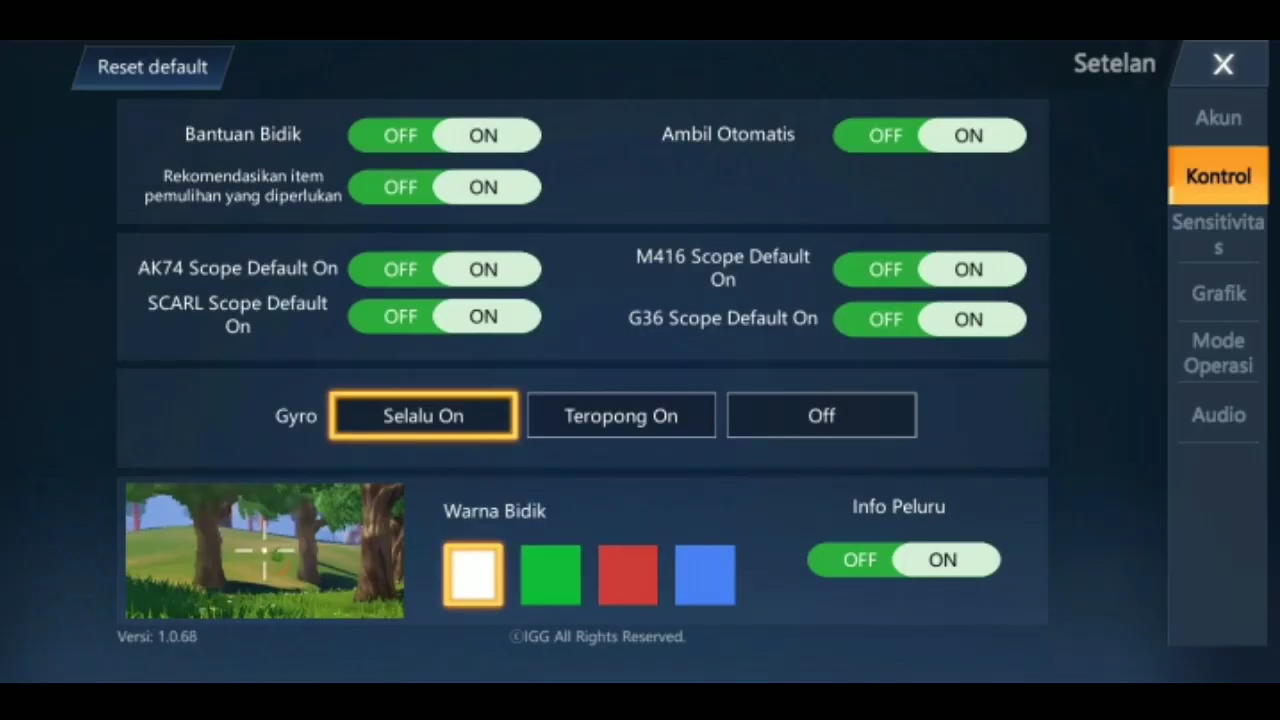 Reset default
Setelan
X
Bantuan Bidik
OFF ON
Ambil Otomatis
OFF ON
Rekomendasikan item
pemulihan yang diperlukan
OFF ON
AK74 Scope Default On
OFF ON
M416 Scope Default
On
OFF ON
SCARL Scope Default
On
OFF ON
G36 Scope Default On
OFF ON
Gyro
Selalu On
Teropong On
Off
Warna Bidik
Info Peluru
OFF ON
Versi: 1.0.68
ⓒIGG All Rights Reserved.
Akun
Kontrol
Sensitivita
s
Grafik
Mode
Operasi
Audio